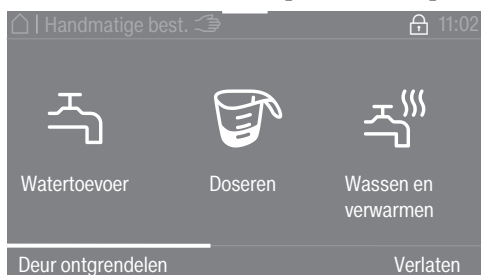 Handmatige best. 11:02
Watertoevoer Doseren Wassen en
verwarmen
Deur ontgrendelen Verlaten